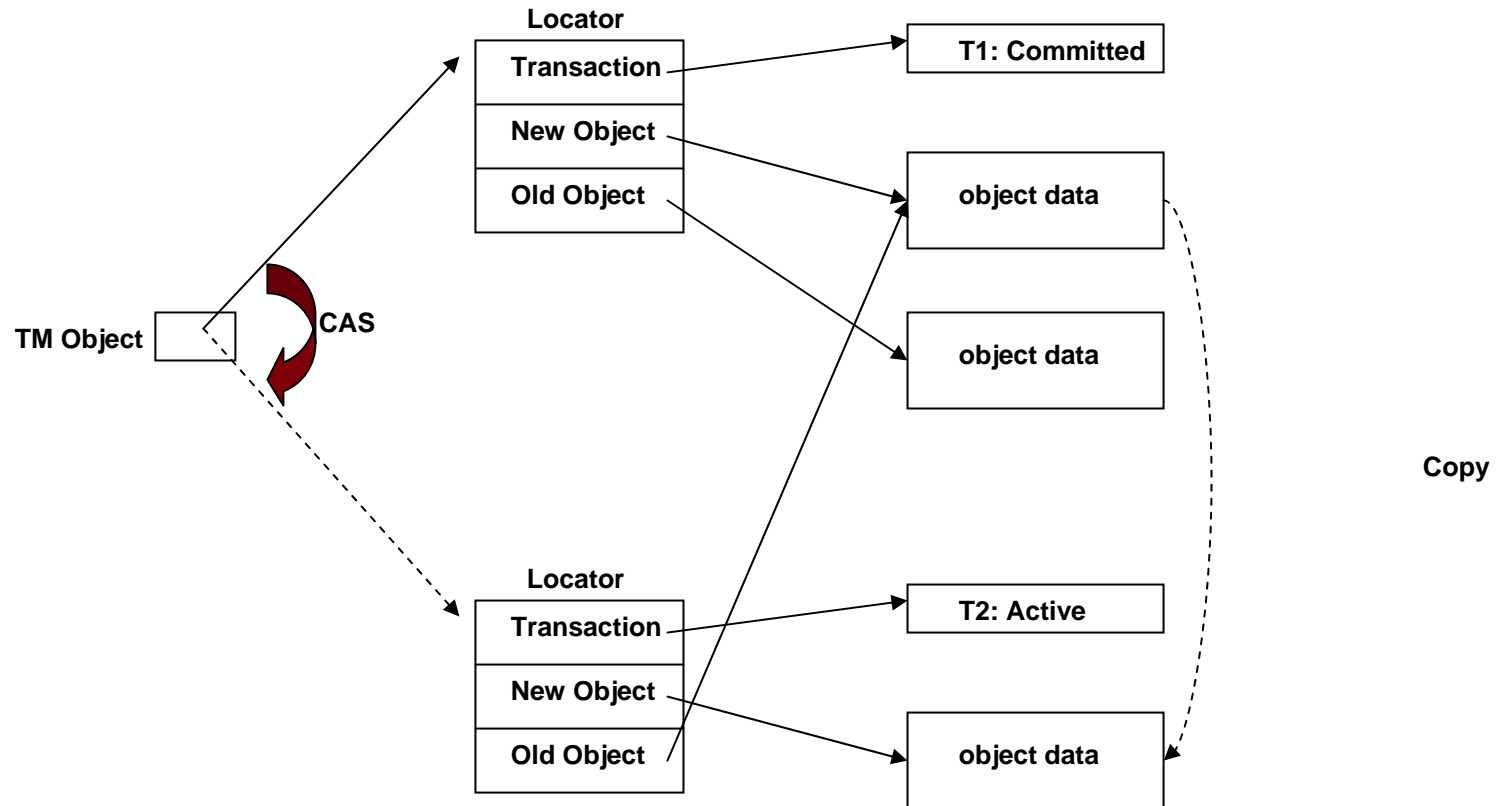 Locator
Transaction
T1: Committed
New Object
object data
Old Object
TM Object
CAS
object data
Copy
Locator
Transaction
T2: Active
New Object
Old Object
object data